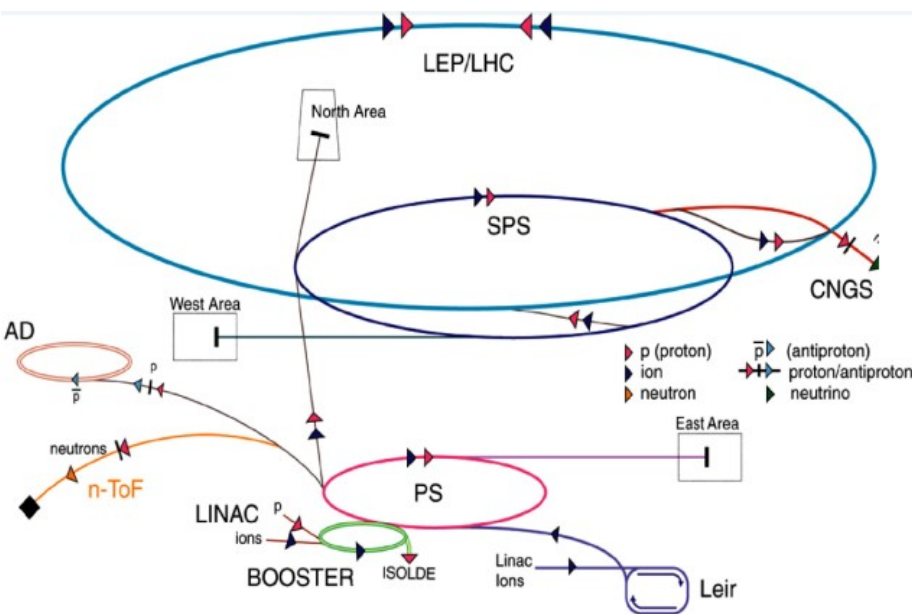 LEP/LHC
North Area
SPS
CNGS
West Area
AD
p (proton)
ion
neutron
p̅ (antiproton)
proton/antiproton
neutrino
p
p̅
East Area
neutrons
n-ToF
PS
LINAC
p
ions
BOOSTER
ISOLDE
Linac
Ions
Leir